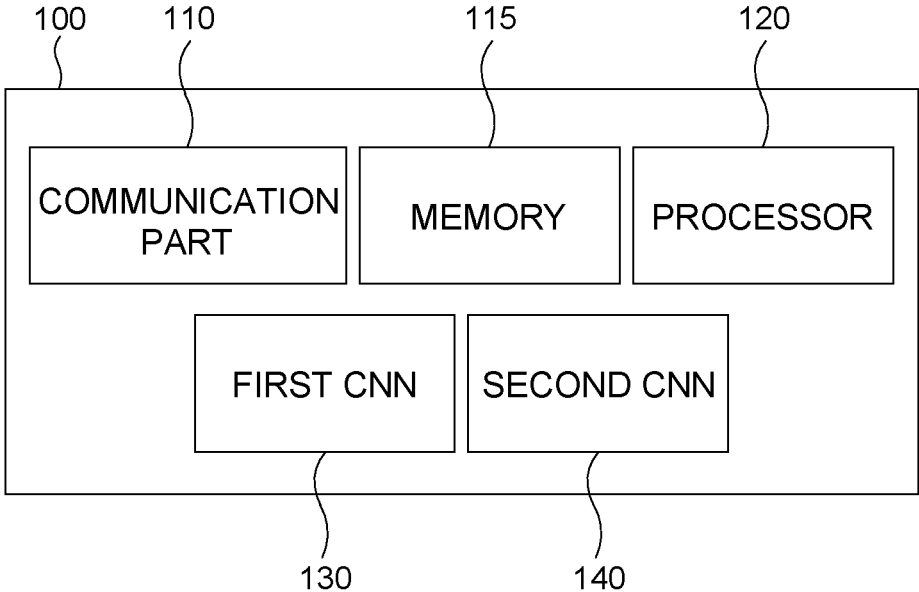 100
110
115
120
COMMUNICATION
PART
MEMORY
PROCESSOR
FIRST CNN
SECOND CNN
130
140